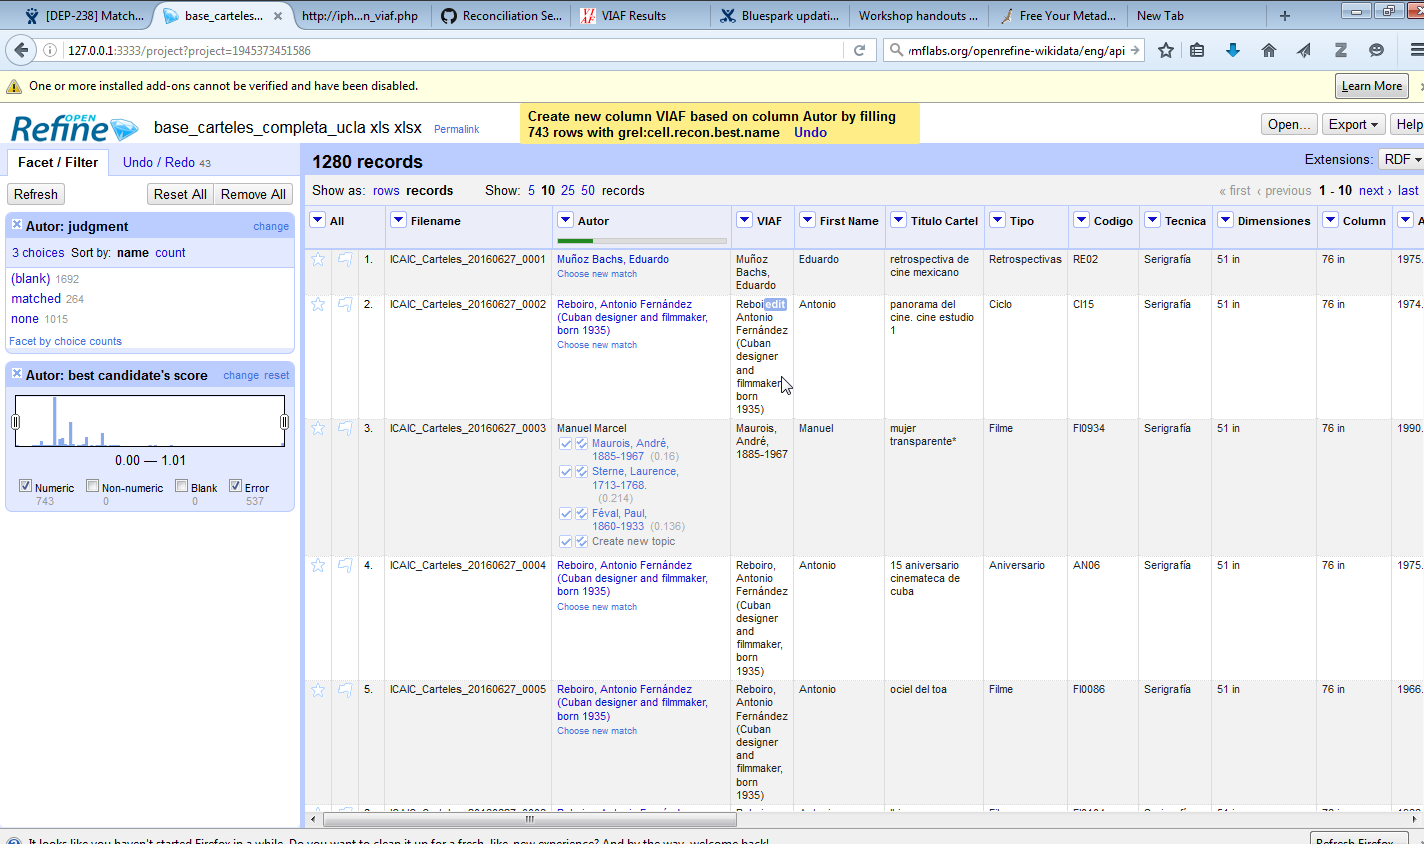 [DEP-238] Match...
base_carteles...
http://iph...n_viaf.php
Reconciliation Se...
VIAF Results
Bluespark updati...
Workshop handouts ...
Free Your Metad...
New Tab
127.0.0.1:3333/project?project=1945373451586
/mflabs.org/openrefine-wikidata/eng/api
One or more installed add-ons cannot be verified and have been disabled.
Learn More
OPEN
Refine
base_carteles_completa_ucla xls xlsx
Permalink
Create new column VIAF based on column Autor by filling
743 rows with grel:cell.recon.best.name Undo
Open...
Export
Help
Facet / Filter
Undo / Redo 43
1280 records
Extensions: RDF
Refresh
Reset All
Remove All
Show as: rows records
Show: 5 10 25 50 records
« first ‹ previous 1 - 10 next › last
Autor: judgment
change
3 choices Sort by: name count
(blank) 1692
matched 264
none 1015
Facet by choice counts
Autor: best candidate's score
change reset
0.00 — 1.01
Numeric
743
Non-numeric
0
Blank
0
Error
537
All
Filename
Autor
VIAF
First Name
Titulo Cartel
Tipo
Codigo
Tecnica
Dimensiones
Column
A
1.
ICAIC_Carteles_20160627_0001
Muñoz Bachs, Eduardo
Choose new match
Muñoz
Bachs,
Eduardo
Eduardo
retrospectiva de
cine mexicano
Retrospectivas
RE02
Serigrafía
51 in
76 in
1975.
2.
ICAIC_Carteles_20160627_0002
Reboiro, Antonio Fernández
(Cuban designer and filmmaker,
born 1935)
Choose new match
Reboi
edit
Antonio
Fernández
(Cuban
designer
and
filmmaker,
born
1935)
Antonio
panorama del
cine. cine estudio
1
Ciclo
CI15
Serigrafía
51 in
76 in
1974.
3.
ICAIC_Carteles_20160627_0003
Manuel Marcel
Maurois, André,
1885-1967 (0.16)
Sterne, Laurence,
1713-1768.
(0.214)
Féval, Paul,
1860-1933 (0.136)
Create new topic
Maurois,
André,
1885-1967
Manuel
mujer
transparente*
Filme
FI0934
Serigrafía
51 in
76 in
1990.
4.
ICAIC_Carteles_20160627_0004
Reboiro, Antonio Fernández
(Cuban designer and filmmaker,
born 1935)
Choose new match
Reboiro,
Antonio
Fernández
(Cuban
designer
and
filmmaker,
born
1935)
Antonio
15 aniversario
cinemateca de
cuba
Aniversario
AN06
Serigrafía
51 in
76 in
1975.
5.
ICAIC_Carteles_20160627_0005
Reboiro, Antonio Fernández
(Cuban designer and filmmaker,
born 1935)
Choose new match
Reboiro,
Antonio
Fernández
(Cuban
designer
and
filmmaker,
born
1935)
Antonio
ociel del toa
Filme
FI0086
Serigrafía
51 in
76 in
1966.
It looks like you haven't started Firefox in a while. Do you want to clean it up for a fresh, like-new experience? And by the way, welcome back!
Refresh Firefox...